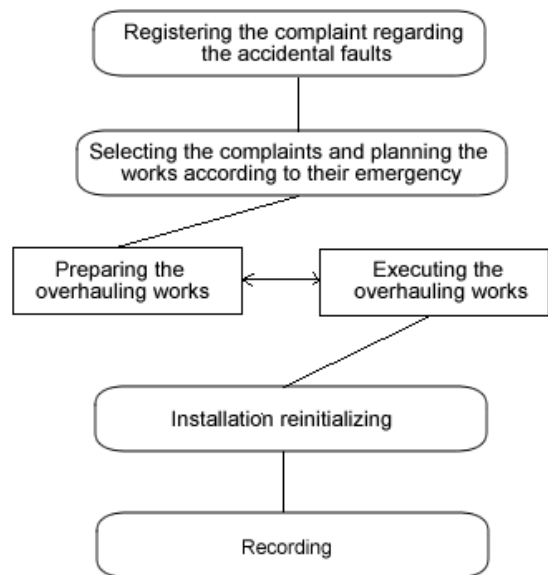 Registering the complaint regarding
the accidental faults
Selecting the complaints and planning the
works according to their emergency
Preparing the
overhauling works
Executing the
overhauling works
Installation reinitializing
Recording